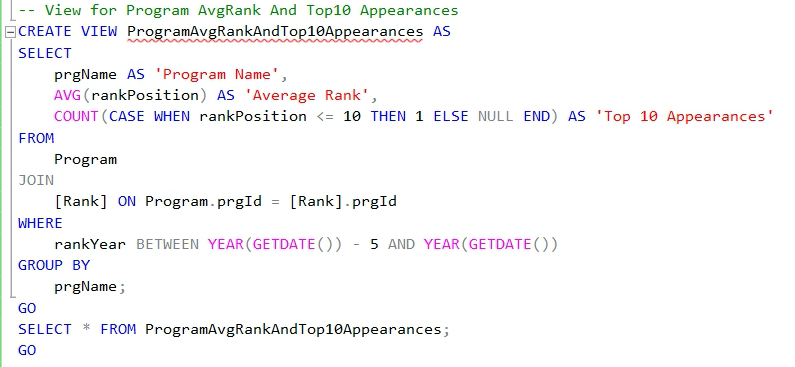 -- View for Program AvgRank And Top10 Appearances
CREATE VIEW ProgramAvgRankAndTop10Appearances AS
SELECT
    prgName AS 'Program Name',
    AVG(rankPosition) AS 'Average Rank',
    COUNT(CASE WHEN rankPosition <= 10 THEN 1 ELSE NULL END) AS 'Top 10 Appearances'
FROM
    Program
JOIN
    [Rank] ON Program.prgId = [Rank].prgId
WHERE
    rankYear BETWEEN YEAR(GETDATE()) - 5 AND YEAR(GETDATE())
GROUP BY
    prgName;
GO
SELECT * FROM ProgramAvgRankAndTop10Appearances;
GO